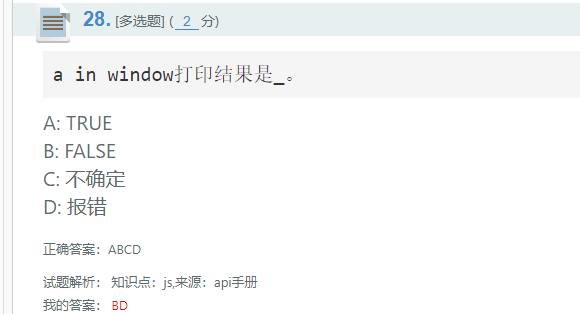 28. [多选题] ( 2 分)
a in window打印结果是_。
A: TRUE
B: FALSE
C: 不确定
D: 报错
正确答案：ABCD
试题解析： 知识点：js,来源：api手册
我的答案： BD